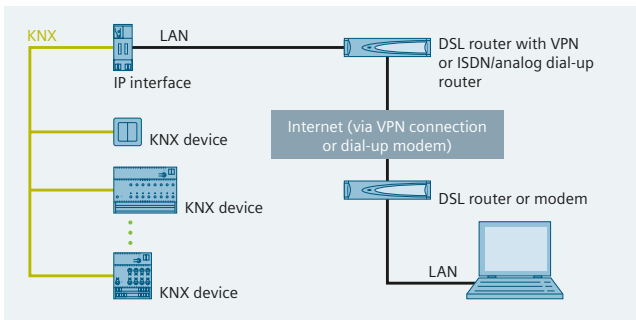 KNX
LAN
IP interface
DSL router with VPN
or ISDN/analog dial-up
router
KNX device
Internet (via VPN connection
or dial-up modem)
KNX device
DSL router or modem
LAN
KNX device